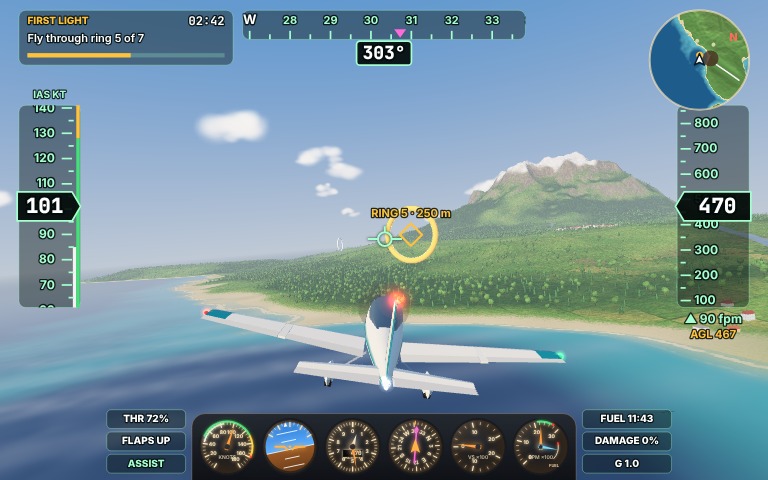 FIRST LIGHT 02:42
Fly through ring 5 of 7
W 28 29 30 31 32 33
303°
N
IAS KT
140
130
120
110
101
90
80
70
800
700
600
470
400
300
200
100
▲ 90 fpm
AGL 467
RING 5 · 250 m
THR 72%
FLAPS UP
ASSIST
FUEL 11:43
DAMAGE 0%
G 1.0